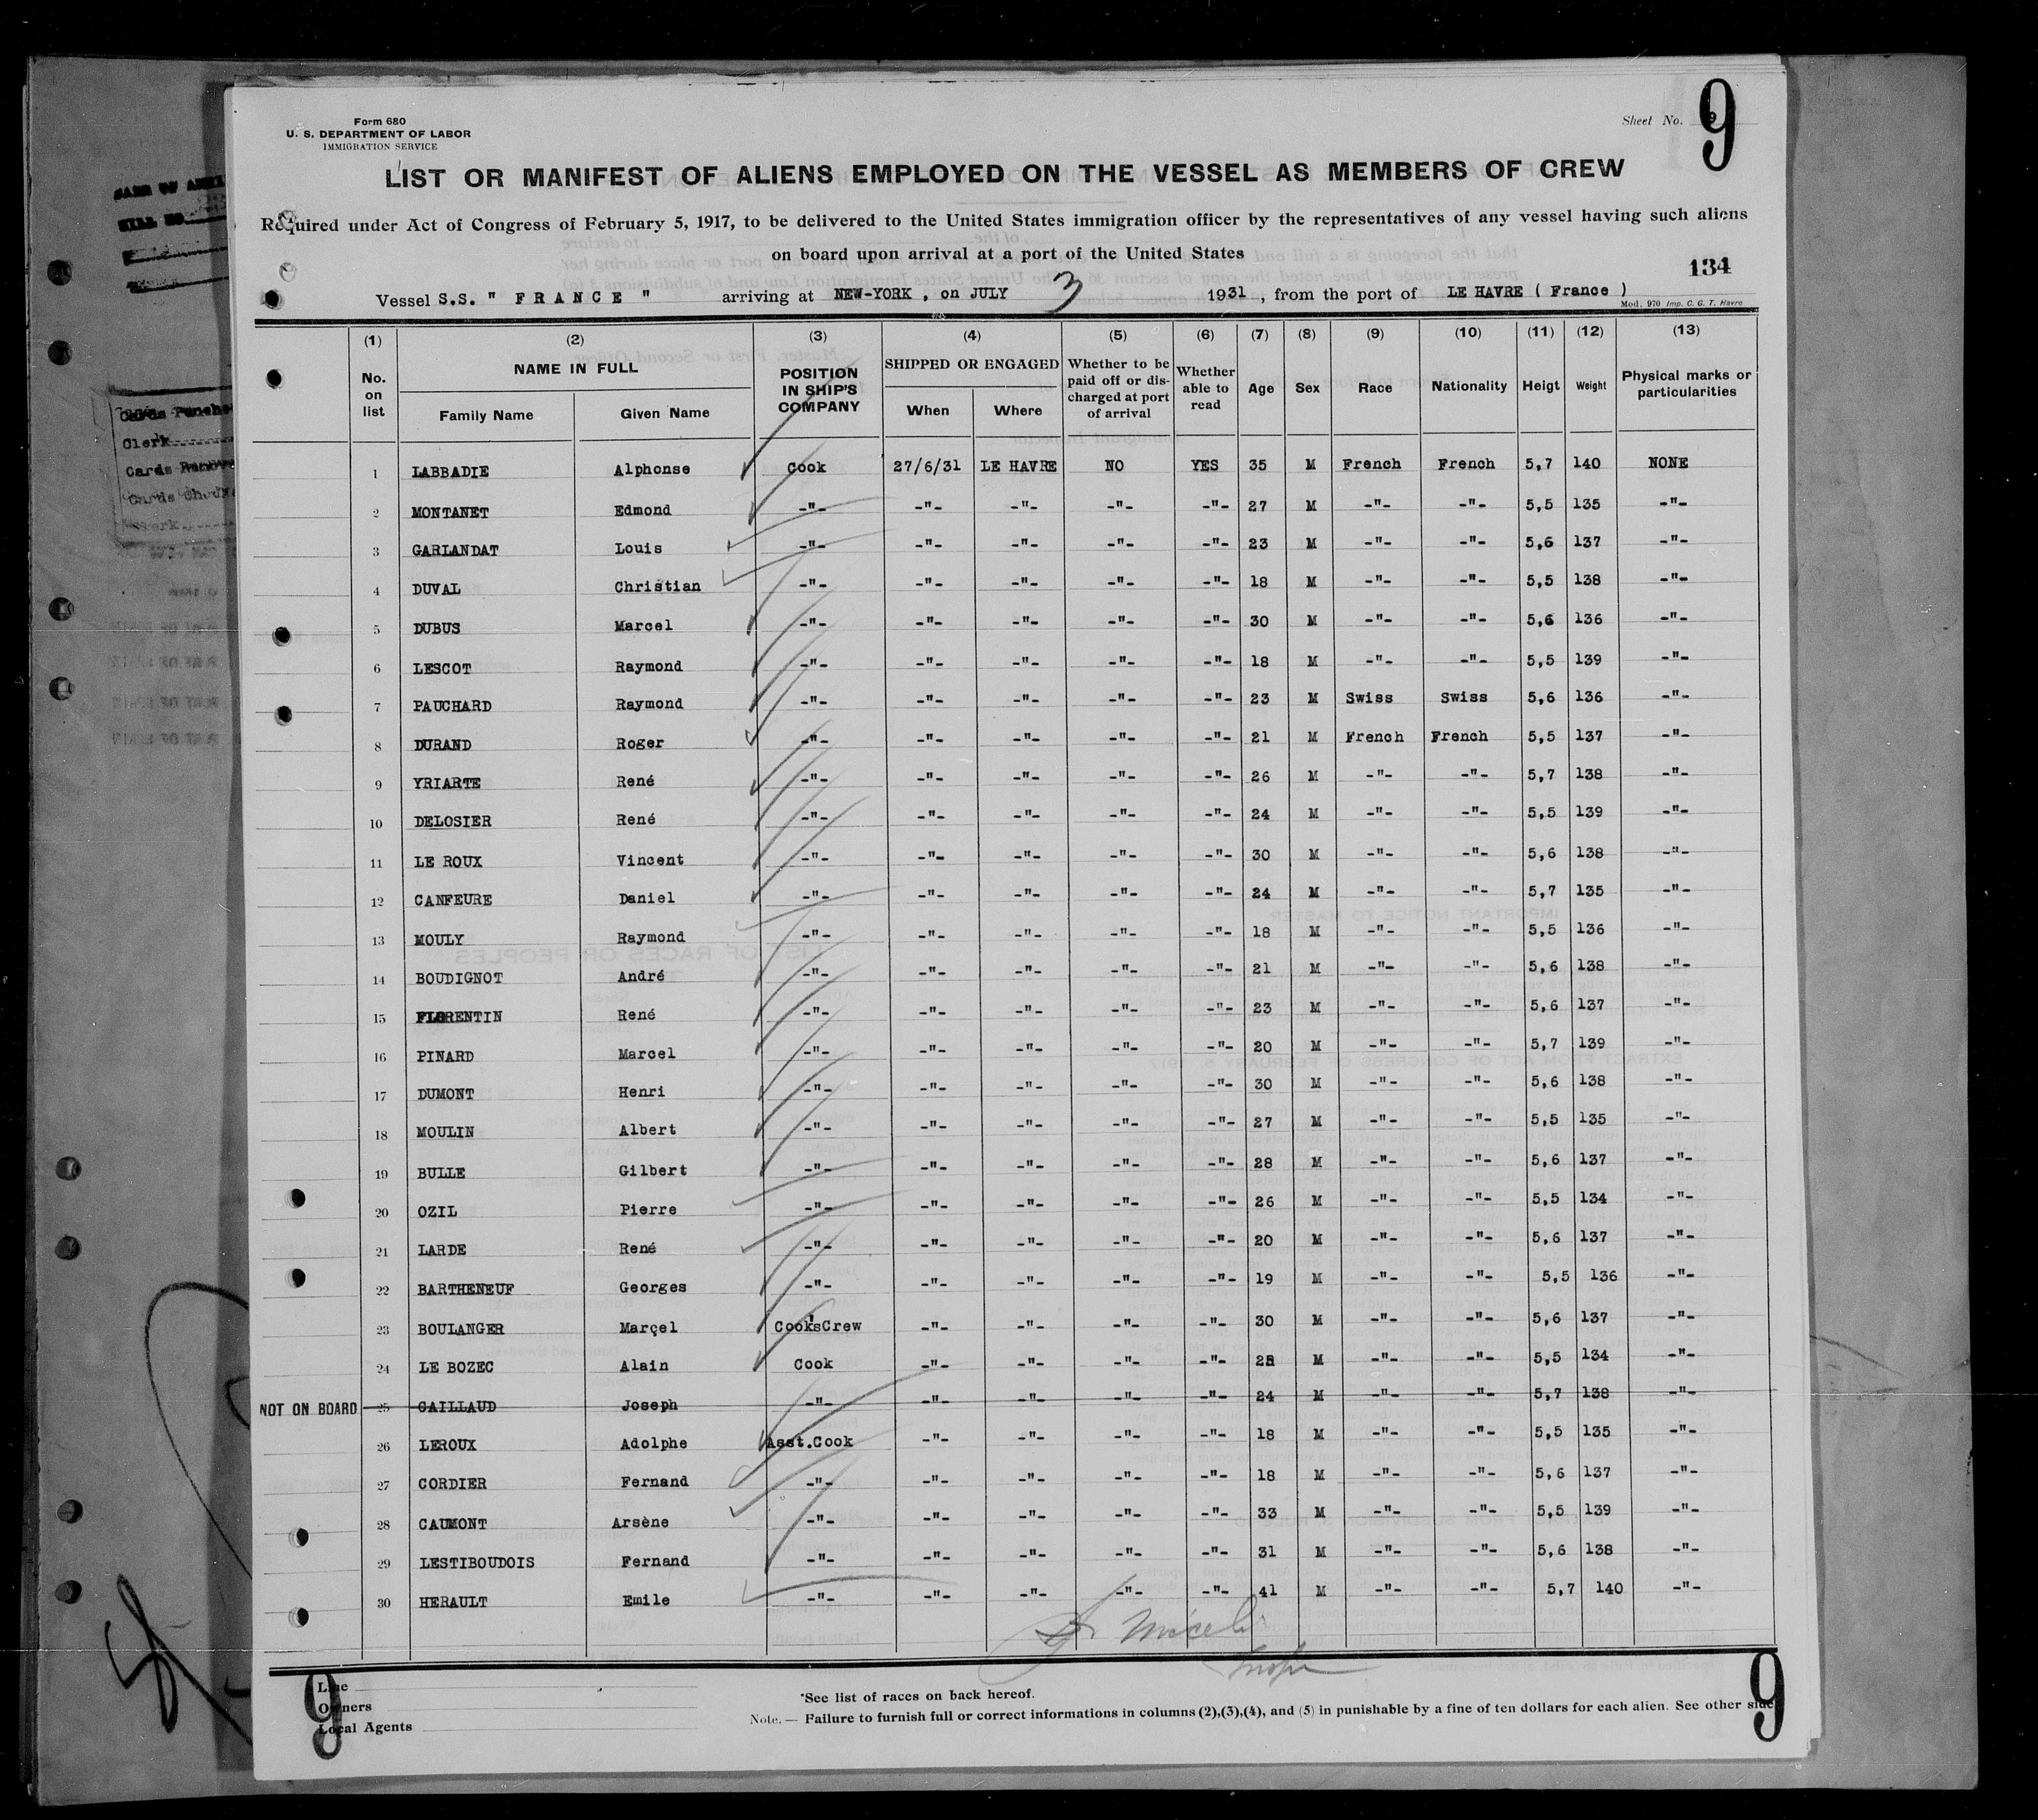 9
Form 680
U. S. DEPARTMENT OF LABOR
IMMIGRATION SERVICE
Sheet No. 9
LIST OR MANIFEST OF ALIENS EMPLOYED ON THE VESSEL AS MEMBERS OF CREW
Required under Act of Congress of February 5, 1917, to be delivered to the United States immigration officer by the representatives of any vessel having such aliens
on board upon arrival at a port of the United States
134
Vessel S.S. " FRANCE " arriving at NEW-YORK , on JULY 3 1931 , from the port of LE HAVRE ( France )
Mod. 970 Imp. C. G. T. Havre
(1) (2) (3) (4) (5) (6) (7) (8) (9) (10) (11) (12) (13)
No. on list NAME IN FULL Family Name Given Name POSITION IN SHIP'S COMPANY SHIPPED OR ENGAGED When Where Whether to be paid off or discharged at port of arrival Whether able to read Age Sex Race Nationality Heigt Weight Physical marks or particularities
1 LABBADIE Alphonse Cook 27/6/31 LE HAVRE NO YES 35 M French French 5,7 140 NONE
2 MONTANET Edmond -"- -"- -"- -"- -"- 27 M -"- -"- 5,5 135 -"-
3 GARLANDAT Louis -"- -"- -"- -"- -"- 23 M -"- -"- 5,6 137 -"-
4 DUVAL Christian -"- -"- -"- -"- -"- 18 M -"- -"- 5,5 138 -"-
5 DUBUS Marcel -"- -"- -"- -"- -"- 30 M -"- -"- 5,6 136 -"-
6 LESCOT Raymond -"- -"- -"- -"- -"- 18 M -"- -"- 5,5 139 -"-
7 PAUCHARD Raymond -"- -"- -"- -"- -"- 23 M Swiss Swiss 5,6 136 -"-
8 DURAND Roger -"- -"- -"- -"- -"- 21 M French French 5,5 137 -"-
9 YRIARTE René -"- -"- -"- -"- -"- 26 M -"- -"- 5,7 138 -"-
10 DELOSIER René -"- -"- -"- -"- -"- 24 M -"- -"- 5,5 139 -"-
11 LE ROUX Vincent -"- -"- -"- -"- -"- 30 M -"- -"- 5,6 138 -"-
12 CANFEURE Daniel -"- -"- -"- -"- -"- 24 M -"- -"- 5,7 135 -"-
13 MOULY Raymond -"- -"- -"- -"- -"- 18 M -"- -"- 5,5 136 -"-
14 BOUDIGNOT André -"- -"- -"- -"- -"- 21 M -"- -"- 5,6 138 -"-
15 FLORENTIN René -"- -"- -"- -"- -"- 23 M -"- -"- 5,6 137 -"-
16 PINARD Marcel -"- -"- -"- -"- -"- 20 M -"- -"- 5,7 139 -"-
17 DUMONT Henri -"- -"- -"- -"- -"- 30 M -"- -"- 5,6 138 -"-
18 MOULIN Albert -"- -"- -"- -"- -"- 27 M -"- -"- 5,5 135 -"-
19 BULLE Gilbert -"- -"- -"- -"- -"- 28 M -"- -"- 5,6 137 -"-
20 OZIL Pierre -"- -"- -"- -"- -"- 26 M -"- -"- 5,5 134 -"-
21 LARDE René -"- -"- -"- -"- -"- 20 M -"- -"- 5,6 137 -"-
22 BARTHENEUF Georges -"- -"- -"- -"- -"- 19 M -"- -"- 5,5 136 -"-
23 BOULANGER Marçel Cook'sCrew -"- -"- -"- -"- 30 M -"- -"- 5,6 137 -"-
24 LE BOZEC Alain Cook -"- -"- -"- -"- M -"- -"- 5,5 134 -"-
NOT ON BOARD 25 CAILLAUD Joseph -"- -"- -"- -"- -"- 24 M -"- -"- 5,7 138 -"-
26 LEROUX Adolphe Asst.Cook -"- -"- -"- -"- 18 M -"- -"- 5,5 135 -"-
27 CORDIER Fernand -"- -"- -"- -"- -"- 18 M -"- -"- 5,6 137 -"-
28 CAUMONT Arsène -"- -"- -"- -"- -"- 33 M -"- -"- 5,5 139 -"-
29 LESTIBOUDOIS Fernand -"- -"- -"- -"- -"- 31 M -"- -"- 5,6 138 -"-
30 HERAULT Emile -"- -"- -"- -"- -"- 41 M -"- -"- 5,7 140 -"-
9
Line
Owners
Local Agents
*See list of races on back hereof.
Note. — Failure to furnish full or correct informations in columns (2),(3),(4), and (5) in punishable by a fine of ten dollars for each alien. See other side
9